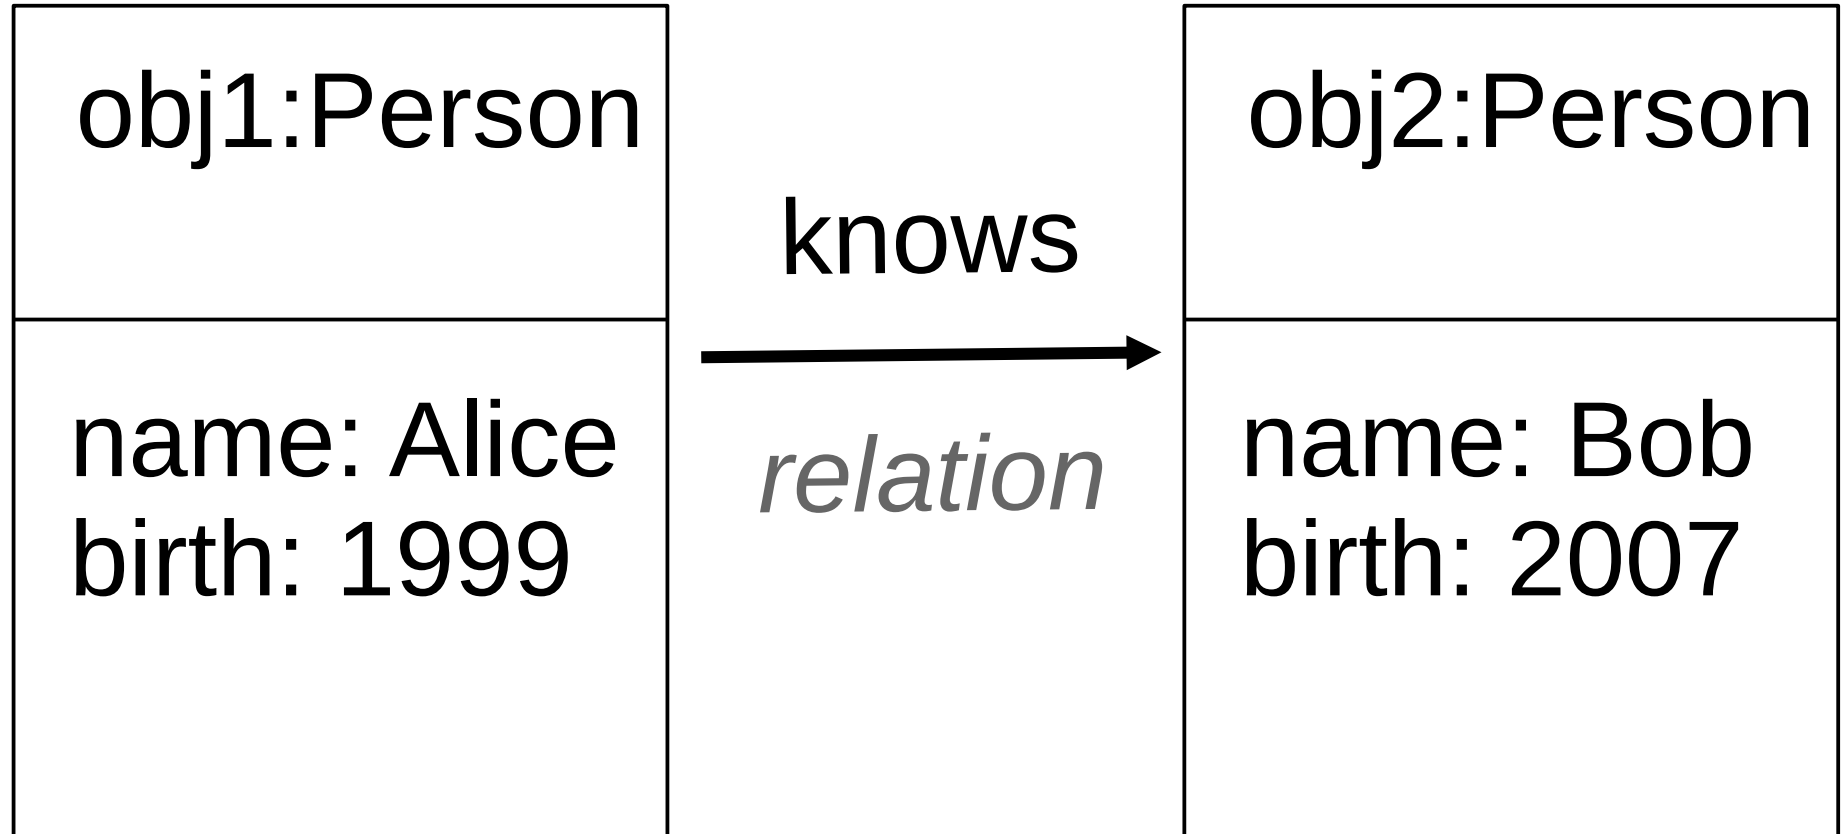 obj1:Person
name: Alice
birth: 1999
knows
relation
obj2:Person
name: Bob
birth: 2007